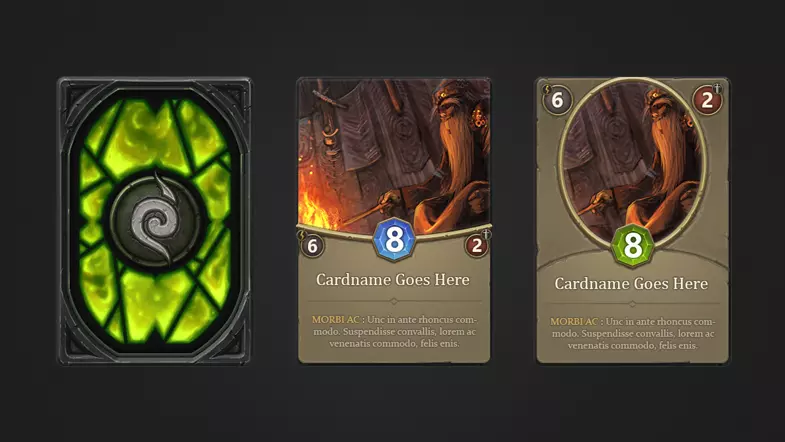 6
8
2
Cardname Goes Here
MORBI AC : Unc in ante rhoncus com-
modo. Suspendisse convallis, lorem ac
venenatis commodo, felis enis.
6
2
8
Cardname Goes Here
MORBI AC : Unc in ante rhoncus com-
modo. Suspendisse convallis, lorem ac
venenatis commodo, felis enis.